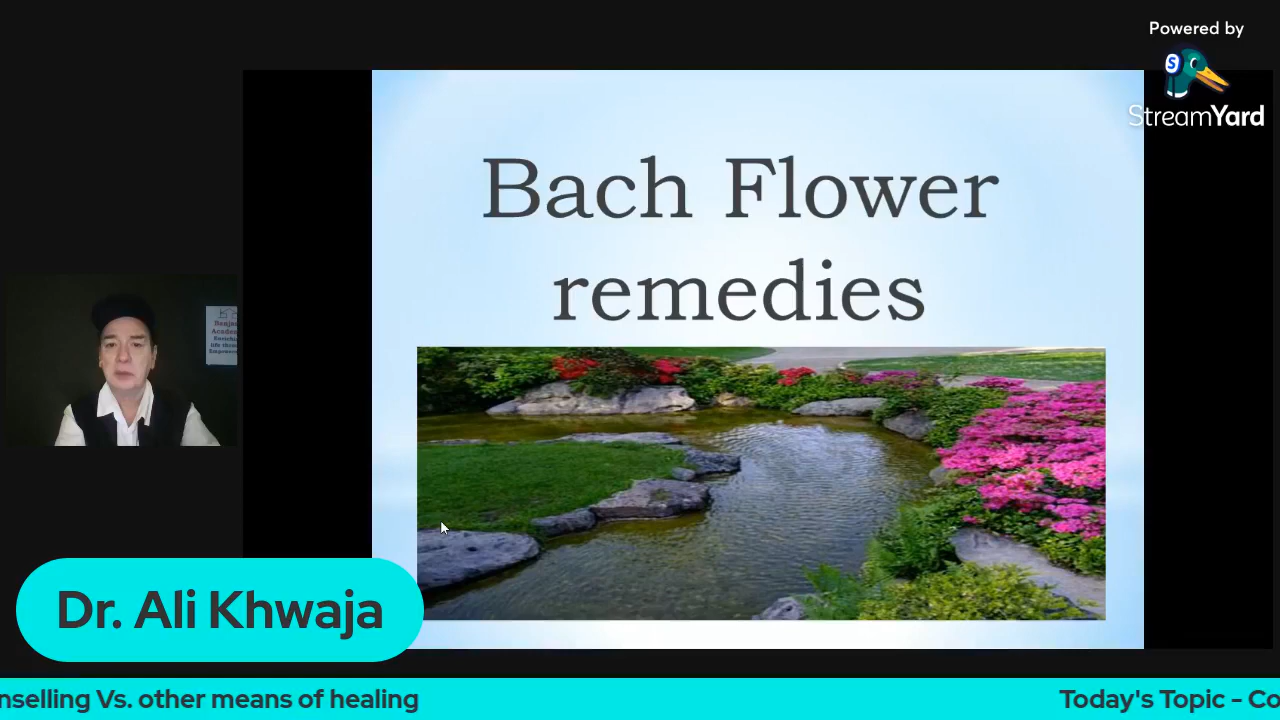 Powered by
S
StreamYard
Bach Flower
remedies
Dr. Ali Khwaja
nselling Vs. other means of healing
Today's Topic - Co